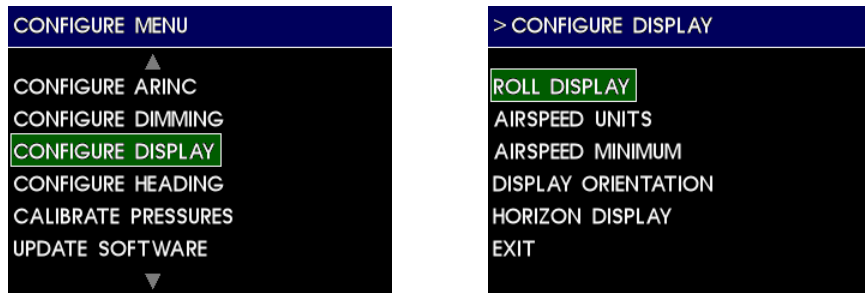 CONFIGURE MENU
CONFIGURE ARINC
CONFIGURE DIMMING
CONFIGURE DISPLAY
CONFIGURE HEADING
CALIBRATE PRESSURES
UPDATE SOFTWARE
> CONFIGURE DISPLAY
ROLL DISPLAY
AIRSPEED UNITS
AIRSPEED MINIMUM
DISPLAY ORIENTATION
HORIZON DISPLAY
EXIT